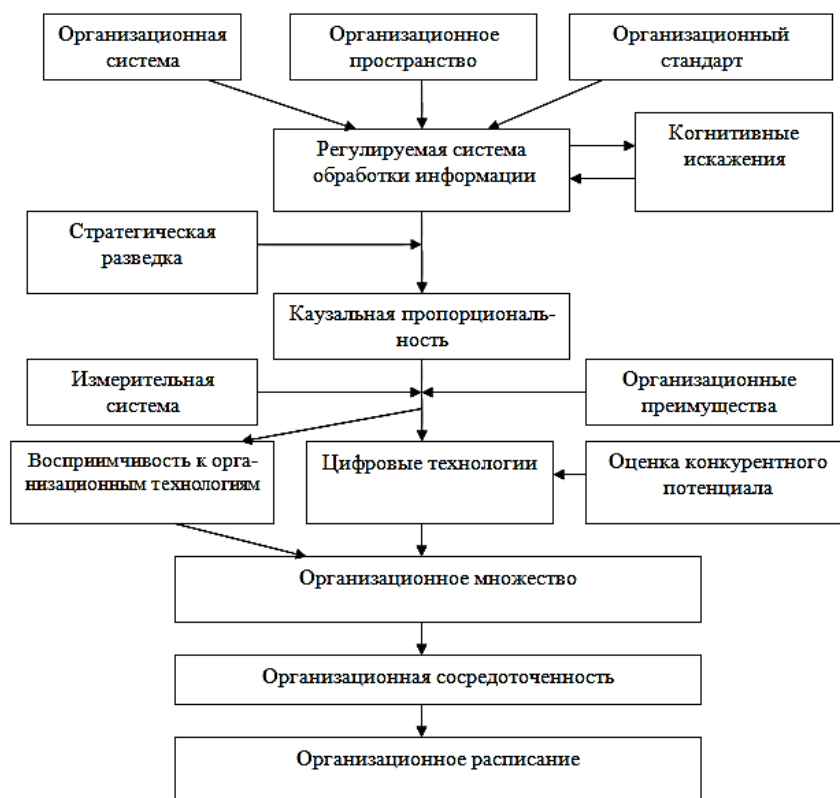 Организационная
система
Организационное
пространство
Организационный
стандарт
Регулируемая система
обработки информации
Когнитивные
искажения
Стратегическая
разведка
Каузальная пропорциональ-
ность
Измерительная
система
Организационные
преимущества
Восприимчивость к орга-
низационным технологиям
Цифровые технологии
Оценка конкурентного
потенциала
Организационное множество
Организационная сосредоточенность
Организационное расписание